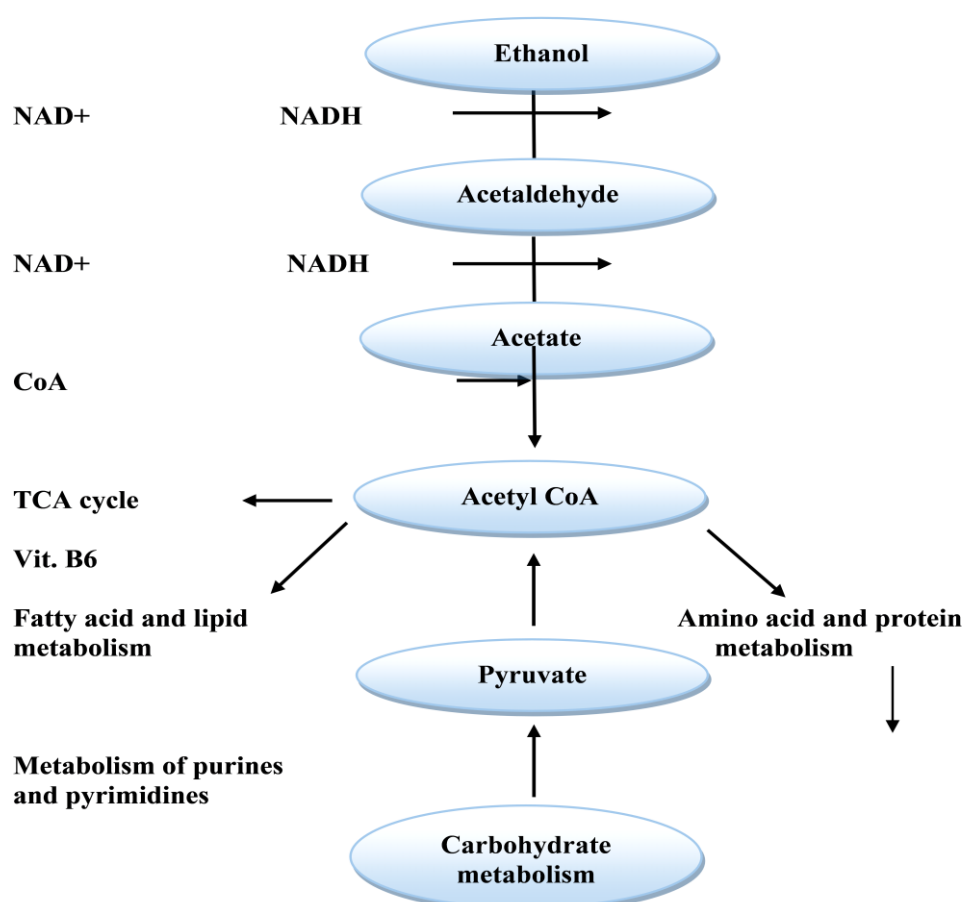 Ethanol
NAD+
NADH
Acetaldehyde
NAD+
NADH
Acetate
CoA
Acetyl CoA
TCA cycle
Vit. B6
Fatty acid and lipid
metabolism
Amino acid and protein
metabolism
Pyruvate
Metabolism of purines
and pyrimidines
Carbohydrate
metabolism